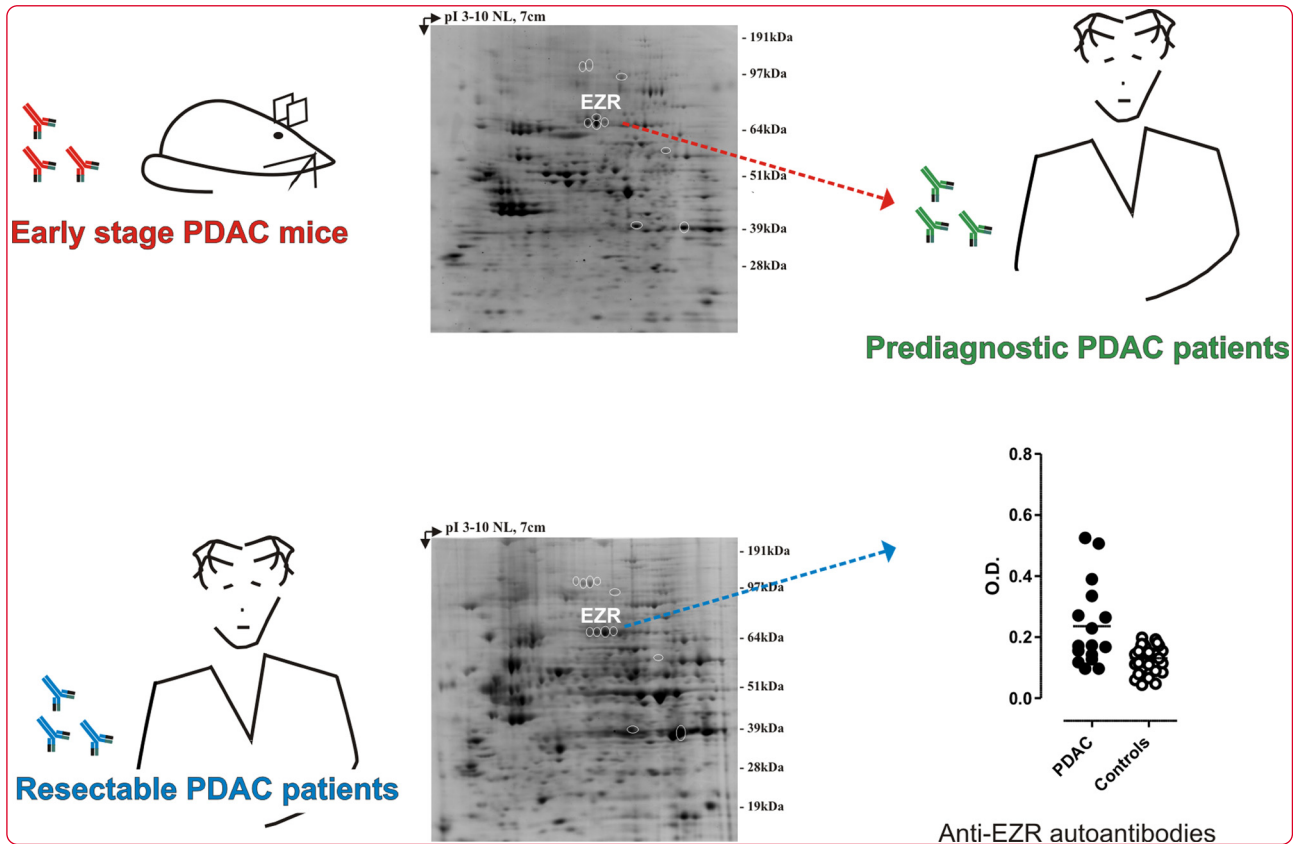 pI 3-10 NL, 7cm
- 191kDa
- 97kDa
EZR
- 64kDa
- 51kDa
- 39kDa
- 28kDa
Early stage PDAC mice
Prediagnostic PDAC patients
pI 3-10 NL, 7cm
- 191kDa
- 97kDa
EZR
- 64kDa
- 51kDa
- 39kDa
- 28kDa
- 19kDa
Resectable PDAC patients
0.8
0.6
0.4
0.2
0.0
O.D.
PDAC
Controls
Anti-EZR autoantibodies